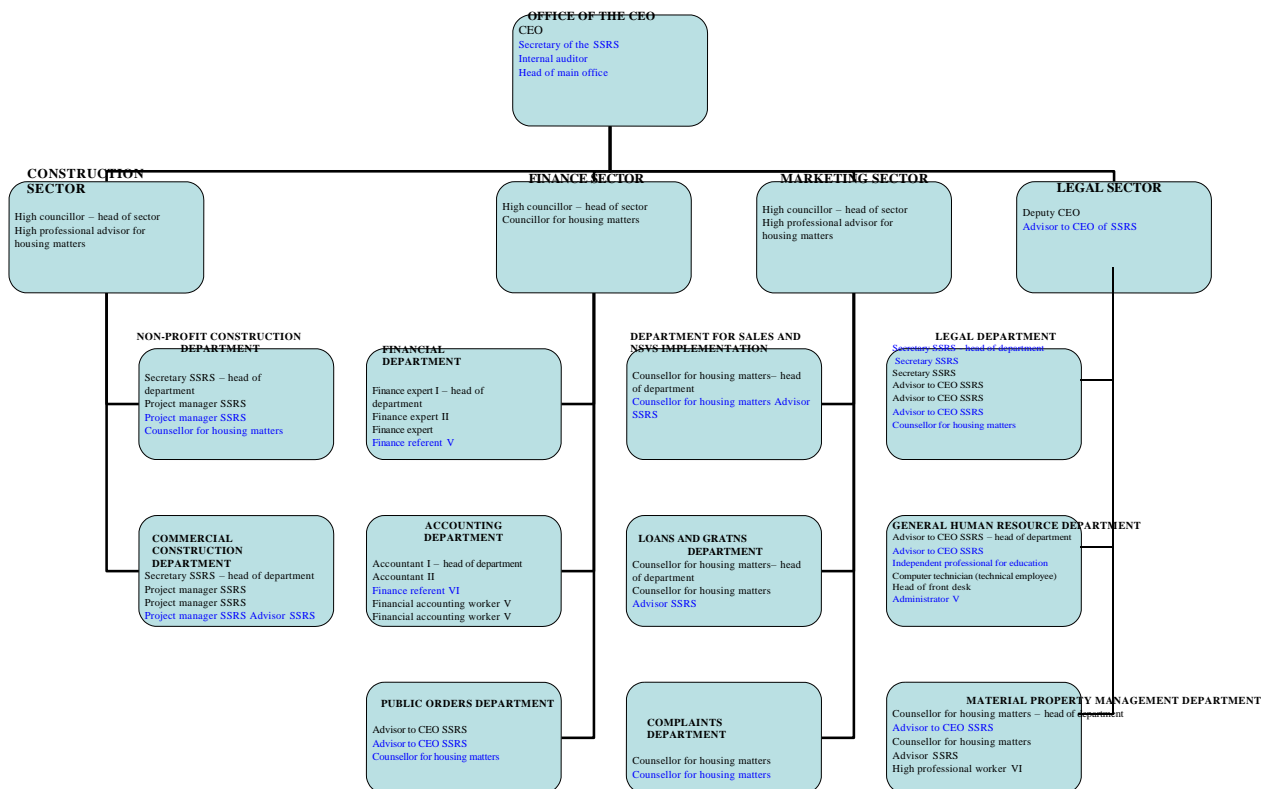 OFFICE OF THE CEO
CEO
Secretary of the SSRS
Internal auditor
Head of main office
CONSTRUCTION
SECTOR
High councillor – head of sector
High professional advisor for
housing matters
FINANCE SECTOR
High councillor – head of sector
Councillor for housing matters
MARKETING SECTOR
High councillor – head of sector
High professional advisor for
housing matters
LEGAL SECTOR
Deputy CEO
Advisor to CEO of SSRS
NON-PROFIT CONSTRUCTION
DEPARTMENT
Secretary SSRS – head of
department
Project manager SSRS
Project manager SSRS
Counsellor for housing matters
FINANCIAL
DEPARTMENT
Finance expert I – head of
department
Finance expert II
Finance expert
Finance referent V
DEPARTMENT FOR SALES AND
NSVS IMPLEMENTATION
Counsellor for housing matters– head
of department
Counsellor for housing matters Advisor
SSRS
LEGAL DEPARTMENT
Secretary SSRS – head of department
Secretary SSRS
Secretary SSRS
Advisor to CEO SSRS
Advisor to CEO SSRS
Advisor to CEO SSRS
Counsellor for housing matters
COMMERCIAL
CONSTRUCTION
DEPARTMENT
Secretary SSRS – head of department
Project manager SSRS
Project manager SSRS
Project manager SSRS Advisor SSRS
ACCOUNTING
DEPARTMENT
Accountant I – head of department
Accountant II
Finance referent VI
Financial accounting worker V
Financial accounting worker V
LOANS AND GRATNS
DEPARTMENT
Counsellor for housing matters– head
of department
Counsellor for housing matters
Advisor SSRS
GENERAL HUMAN RESOURCE DEPARTMENT
Advisor to CEO SSRS – head of department
Advisor to CEO SSRS
Independent professional for education
Computer technician (technical employee)
Head of front desk
Administrator V
PUBLIC ORDERS DEPARTMENT
Advisor to CEO SSRS
Advisor to CEO SSRS
Counsellor for housing matters
COMPLAINTS
DEPARTMENT
Counsellor for housing matters
Counsellor for housing matters
MATERIAL PROPERTY MANAGEMENT DEPARTMENT
Counsellor for housing matters – head of department
Advisor to CEO SSRS
Counsellor for housing matters
Advisor SSRS
High professional worker VI